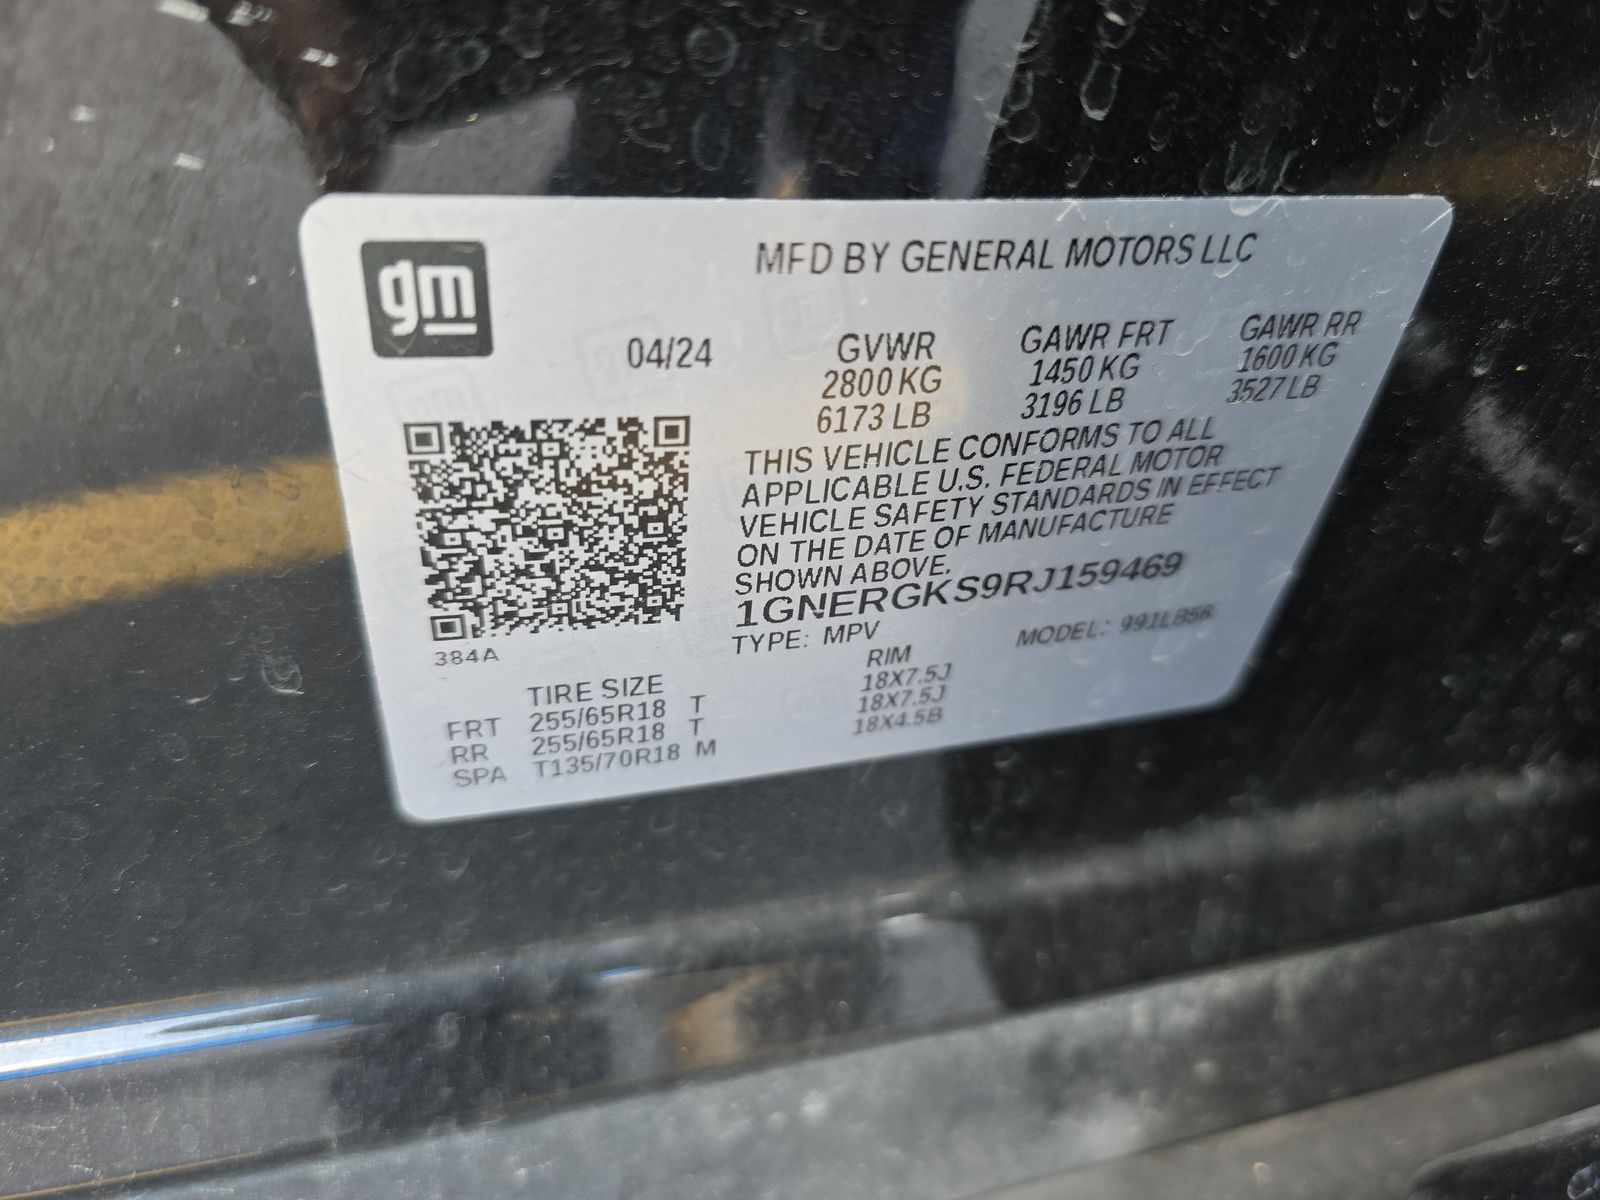 gm
MFD BY GENERAL MOTORS LLC
04/24
GVWR
2800 KG
6173 LB
GAWR FRT
1450 KG
3196 LB
GAWR RR
1600 KG
3527 LB
THIS VEHICLE CONFORMS TO ALL
APPLICABLE U.S. FEDERAL MOTOR
VEHICLE SAFETY STANDARDS IN EFFECT
ON THE DATE OF MANUFACTURE
SHOWN ABOVE.
1GNERGKS9RJ159469
TYPE: MPV MODEL: 991LB56
384A
TIRE SIZE RIM
FRT 255/65R18 T 18X7.5J
RR 255/65R18 T 18X7.5J
SPA T135/70R18 M 18X4.5B